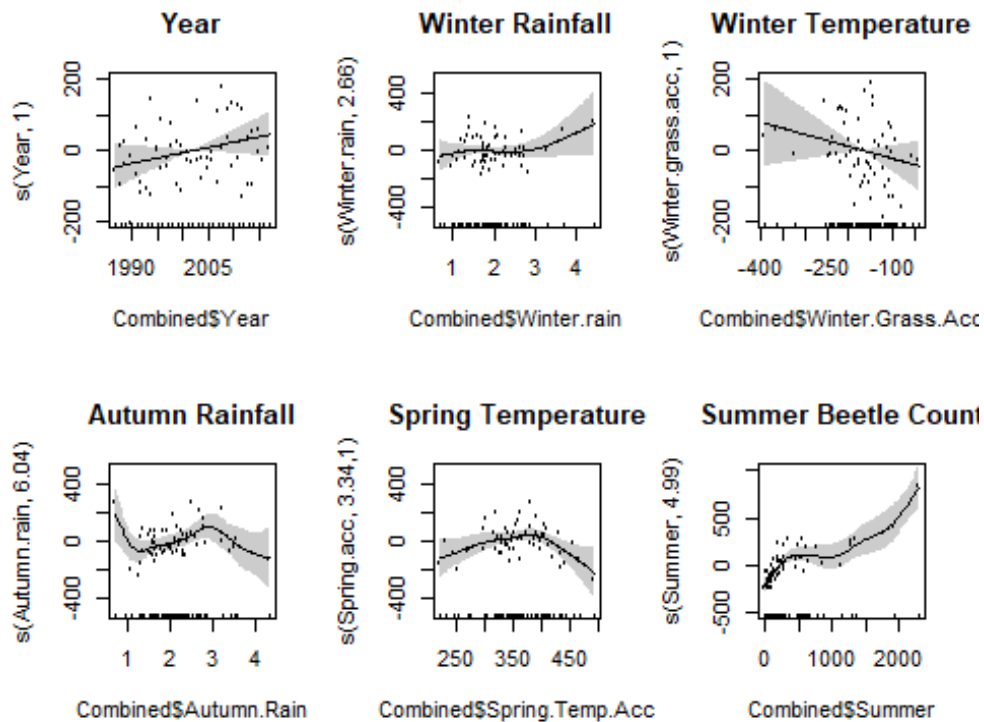 Year
s(Year, 1)
200
0
-200
1990 2005
Combined$Year
Winter Rainfall
s(Winter.rain, 2.66)
400
0
-400
1 2 3 4
Combined$Winter.rain
Winter Temperature
s(Winter.grass.acc, 1)
200
0
-200
-400 -250 -100
Combined$Winter.Grass.Acc
Autumn Rainfall
s(Autumn.rain, 6.04)
400
0
-400
1 2 3 4
Combined$Autumn.Rain
Spring Temperature
s(Spring.acc, 3.34,1)
400
0
-400
250 350 450
Combined$Spring.Temp.Acc
Summer Beetle Count
s(Summer, 4.99)
500
0
-500
0 1000 2000
Combined$Summer